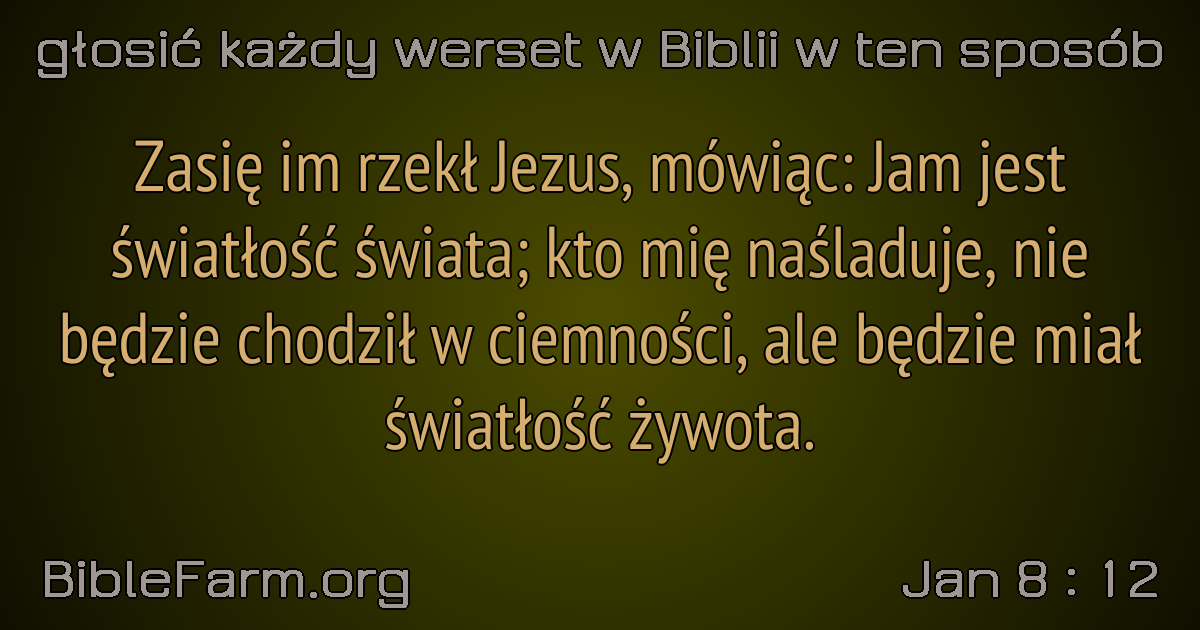 głosić każdy werset w Biblii w ten sposób
Zasię im rzekł Jezus, mówiąc: Jam jest
światłość świata; kto mię naśladuje, nie
będzie chodził w ciemności, ale będzie miał
światłość żywota.
BibleFarm.org
Jan 8 : 12